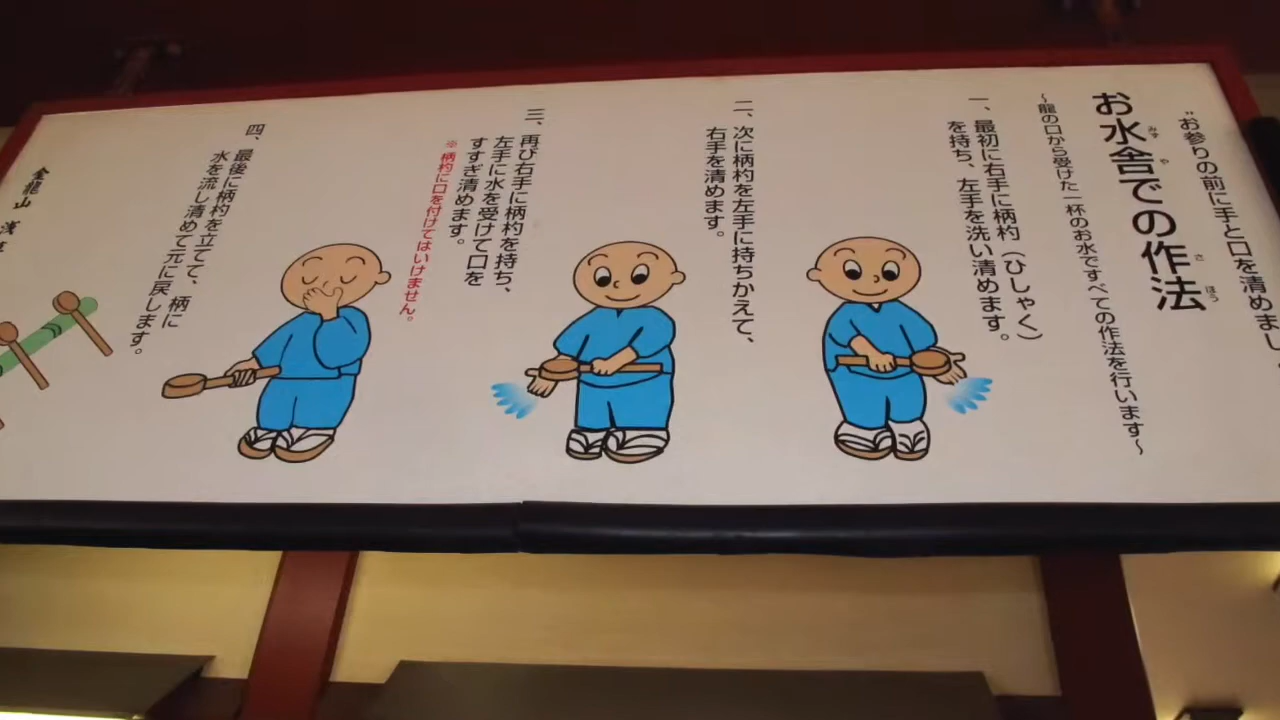 "お参りの前に手と口を清めまし
お水舎での作法
みず や さ ほう
~龍の口から受けた一杯のお水ですべての作法を行います~
一、最初に右手に柄杓（ひしゃく）
を持ち、左手を洗い清めます。
二、次に柄杓を左手に持ちかえて、
右手を清めます。
三、再び右手に柄杓を持ち、
左手に水を受けて口を
すすぎ清めます。
※柄杓に口を付けてはいけません。
四、最後に柄杓を立てて、柄に
水を流し清めて元に戻します。
金龍山 浅草